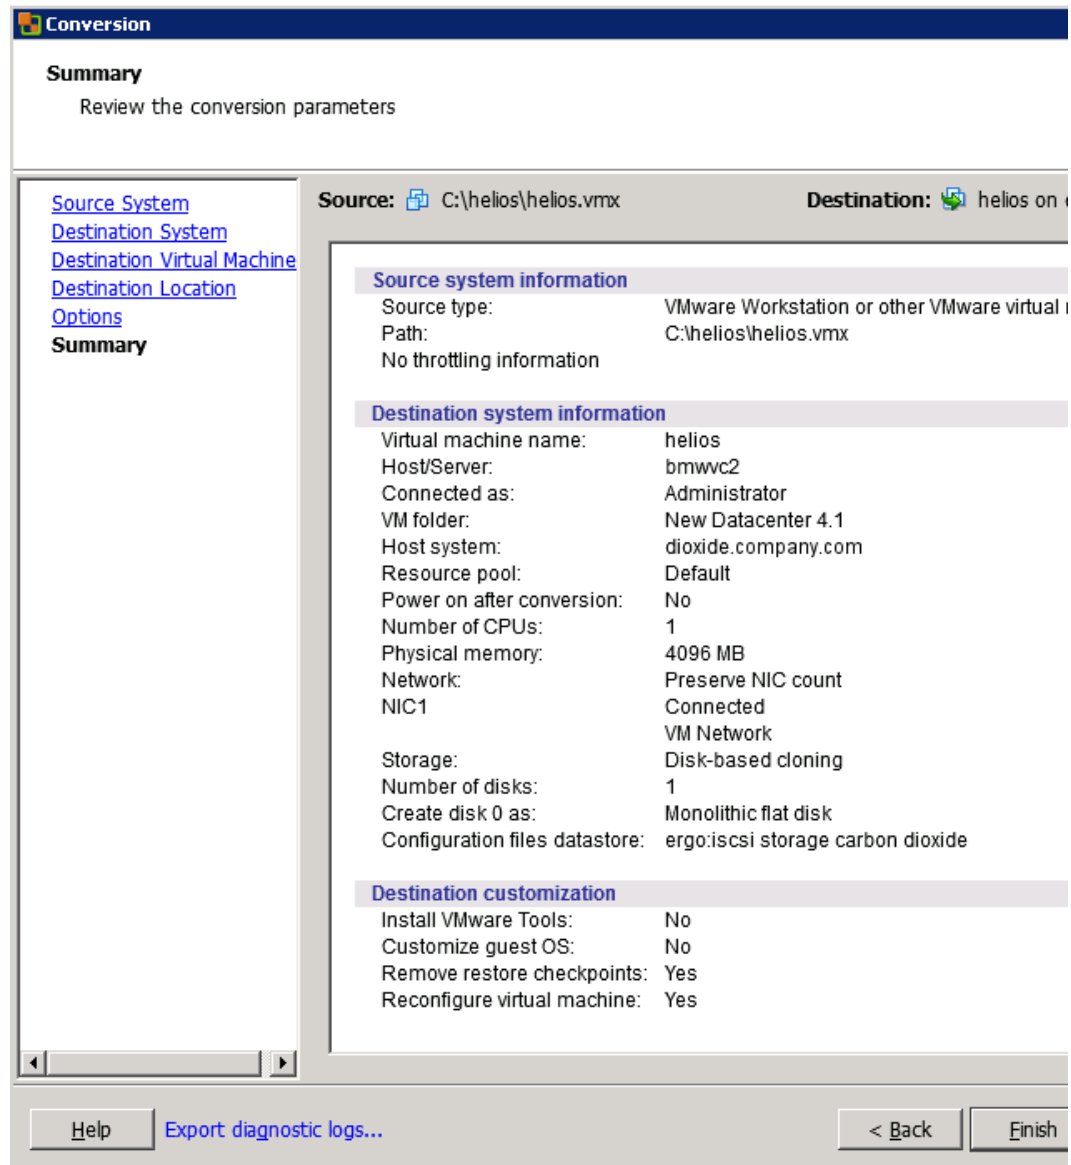 Conversion
Summary
Review the conversion parameters
Source System
Destination System
Destination Virtual Machine
Destination Location
Options
Summary
Source: C:\helios\helios.vmx Destination: helios on
Source system information
Source type: VMware Workstation or other VMware virtual
Path: C:\helios\helios.vmx
No throttling information
Destination system information
Virtual machine name: helios
Host/Server: bmwvc2
Connected as: Administrator
VM folder: New Datacenter 4.1
Host system: dioxide.company.com
Resource pool: Default
Power on after conversion: No
Number of CPUs: 1
Physical memory: 4096 MB
Network: Preserve NIC count
NIC1 Connected
VM Network
Storage: Disk-based cloning
Number of disks: 1
Create disk 0 as: Monolithic flat disk
Configuration files datastore: ergo:iscsi storage carbon dioxide
Destination customization
Install VMware Tools: No
Customize guest OS: No
Remove restore checkpoints: Yes
Reconfigure virtual machine: Yes
Help Export diagnostic logs... < Back Finish